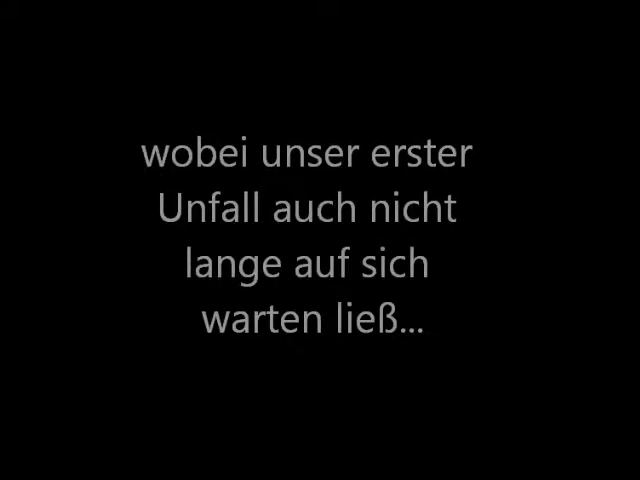 wobei unser erster
Unfall auch nicht
lange auf sich
warten ließ...